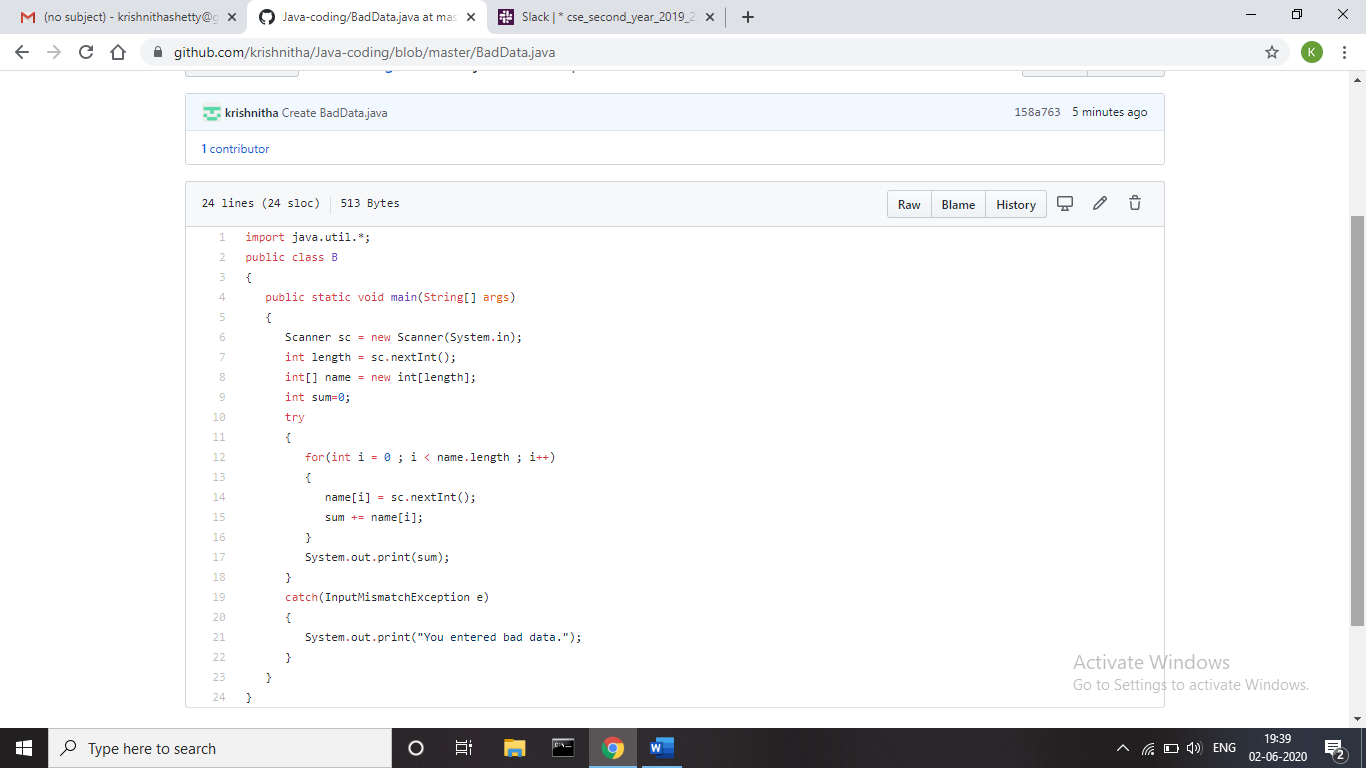 (no subject) - krishnithashetty@g
Java-coding/BadData.java at mas
Slack | * cse_second_year_2019_2
github.com/krishnitha/Java-coding/blob/master/BadData.java
K
krishnitha Create BadData.java
158a763 5 minutes ago
1 contributor
24 lines (24 sloc) 513 Bytes
Raw Blame History
1 import java.util.*;
2 public class B
3 {
4 public static void main(String[] args)
5 {
6 Scanner sc = new Scanner(System.in);
7 int length = sc.nextInt();
8 int[] name = new int[length];
9 int sum=0;
10 try
11 {
12 for(int i = 0 ; i < name.length ; i++)
13 {
14 name[i] = sc.nextInt();
15 sum += name[i];
16 }
17 System.out.print(sum);
18 }
19 catch(InputMismatchException e)
20 {
21 System.out.print("You entered bad data.");
22 }
23 }
24 }
Activate Windows
Go to Settings to activate Windows.
Type here to search
W
ENG
19:39
02-06-2020
2